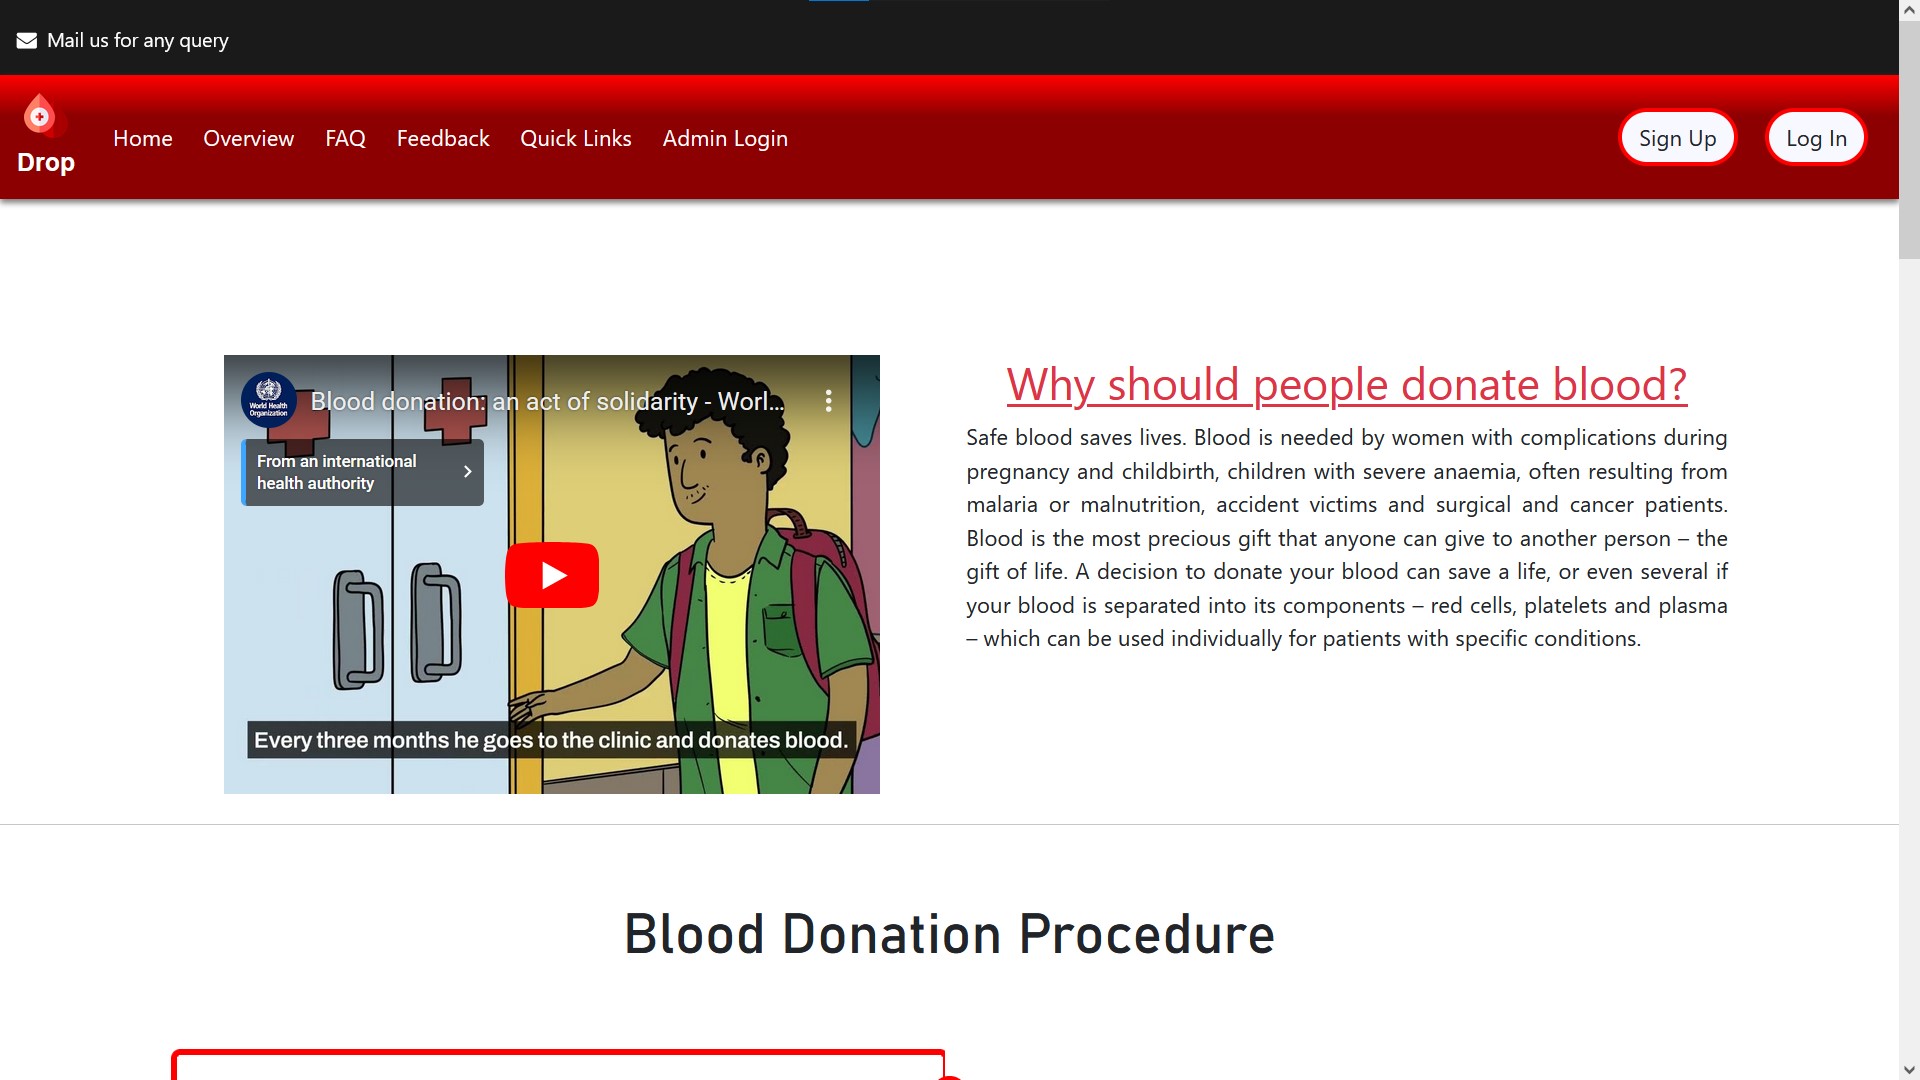 Mail us for any query
Drop
Home Overview FAQ Feedback Quick Links Admin Login
Sign Up Log In
World Health
Organization
Blood donation: an act of solidarity - Worl...
From an international
health authority
Every three months he goes to the clinic and donates blood.
Why should people donate blood?
Safe blood saves lives. Blood is needed by women with complications during
pregnancy and childbirth, children with severe anaemia, often resulting from
malaria or malnutrition, accident victims and surgical and cancer patients.
Blood is the most precious gift that anyone can give to another person – the
gift of life. A decision to donate your blood can save a life, or even several if
your blood is separated into its components – red cells, platelets and plasma
– which can be used individually for patients with specific conditions.
Blood Donation Procedure